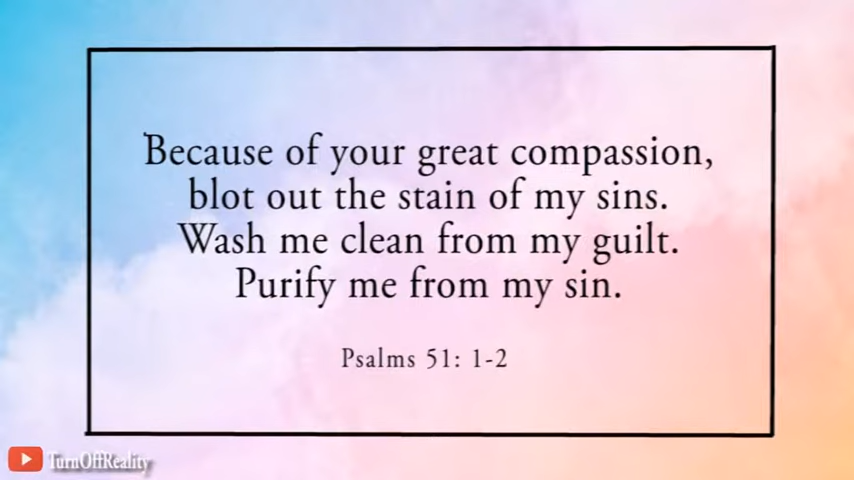 Because of your great compassion,
blot out the stain of my sins.
Wash me clean from my guilt.
Purify me from my sin.
Psalms 51: 1-2
TurnOffReality